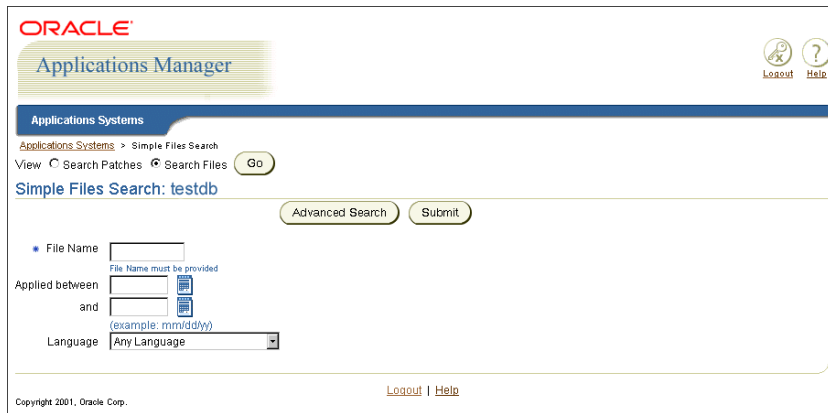 ORACLE
Applications Manager
Logout Help
Applications Systems
Applications Systems > Simple Files Search
View Search Patches Search Files Go
Simple Files Search: testdb
Advanced Search Submit
File Name
File Name must be provided
Applied between
and
(example: mm/dd/yy)
Language Any Language
Logout | Help
Copyright 2001, Oracle Corp.